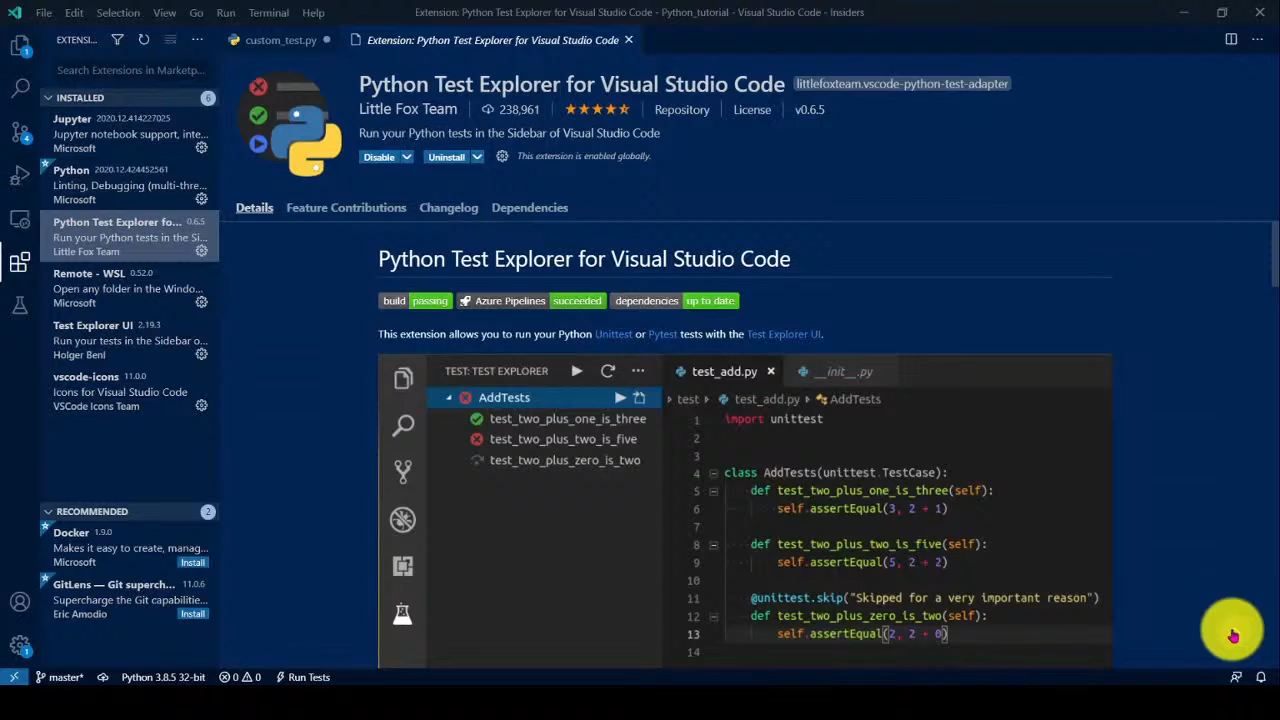 File Edit Selection View Go Run Terminal Help
Extension: Python Test Explorer for Visual Studio Code - Python_tutorial - Visual Studio - Insiders
EXTENSI...
custom_test.py
Extension: Python Test Explorer for Visual Studio Code
Search Extensions in Marketp...
INSTALLED 6
Jupyter 2020.12.414227025
Jupyter notebook support, inte...
Microsoft
Python 2020.12.424452561
Linting, Debugging (multi-thre...
Microsoft
Python Test Explorer fo... 0.6.5
Run your Python tests in the Si...
Little Fox Team
Remote - WSL 0.52.0
Open any folder in the Windo...
Microsoft
Test Explorer UI 2.19.3
Run your tests in the Sidebar o...
Holger Benl
vscode-icons 11.0.0
Icons for Visual Studio Code
VSCode Icons Team
RECOMMENDED 2
Docker 1.9.0
Makes it easy to create, manag...
Microsoft Install
GitLens — Git superch... 11.0.6
Supercharge the Git capabilitie...
Eric Amodio Install
1
4
1
Python Test Explorer for Visual Studio Code littlefoxteam.vscode-python-test-adapter
Little Fox Team 238,961 Repository License v0.6.5
Run your Python tests in the Sidebar of Visual Studio Code
Disable Uninstall This extension is enabled globally.
Details Feature Contributions Changelog Dependencies
Python Test Explorer for Visual Studio Code
build passing Azure Pipelines succeeded dependencies up to date
This extension allows you to run your Python Unittest or Pytest tests with the Test Explorer UI.
TEST: TEST EXPLORER
AddTests
test_two_plus_one_is_three
test_two_plus_two_is_five
test_two_plus_zero_is_two
test_add.py __init__.py
test test_add.py AddTests
1 import unittest
2
3
4 class AddTests(unittest.TestCase):
5 def test_two_plus_one_is_three(self):
6 self.assertEqual(3, 2 + 1)
7
8 def test_two_plus_two_is_five(self):
9 self.assertEqual(5, 2 + 2)
10
11 @unittest.skip("Skipped for a very important reason")
12 def test_two_plus_zero_is_two(self):
13 self.assertEqual(2, 2 + 0)
14
master* Python 3.8.5 32-bit 0 0 Run Tests